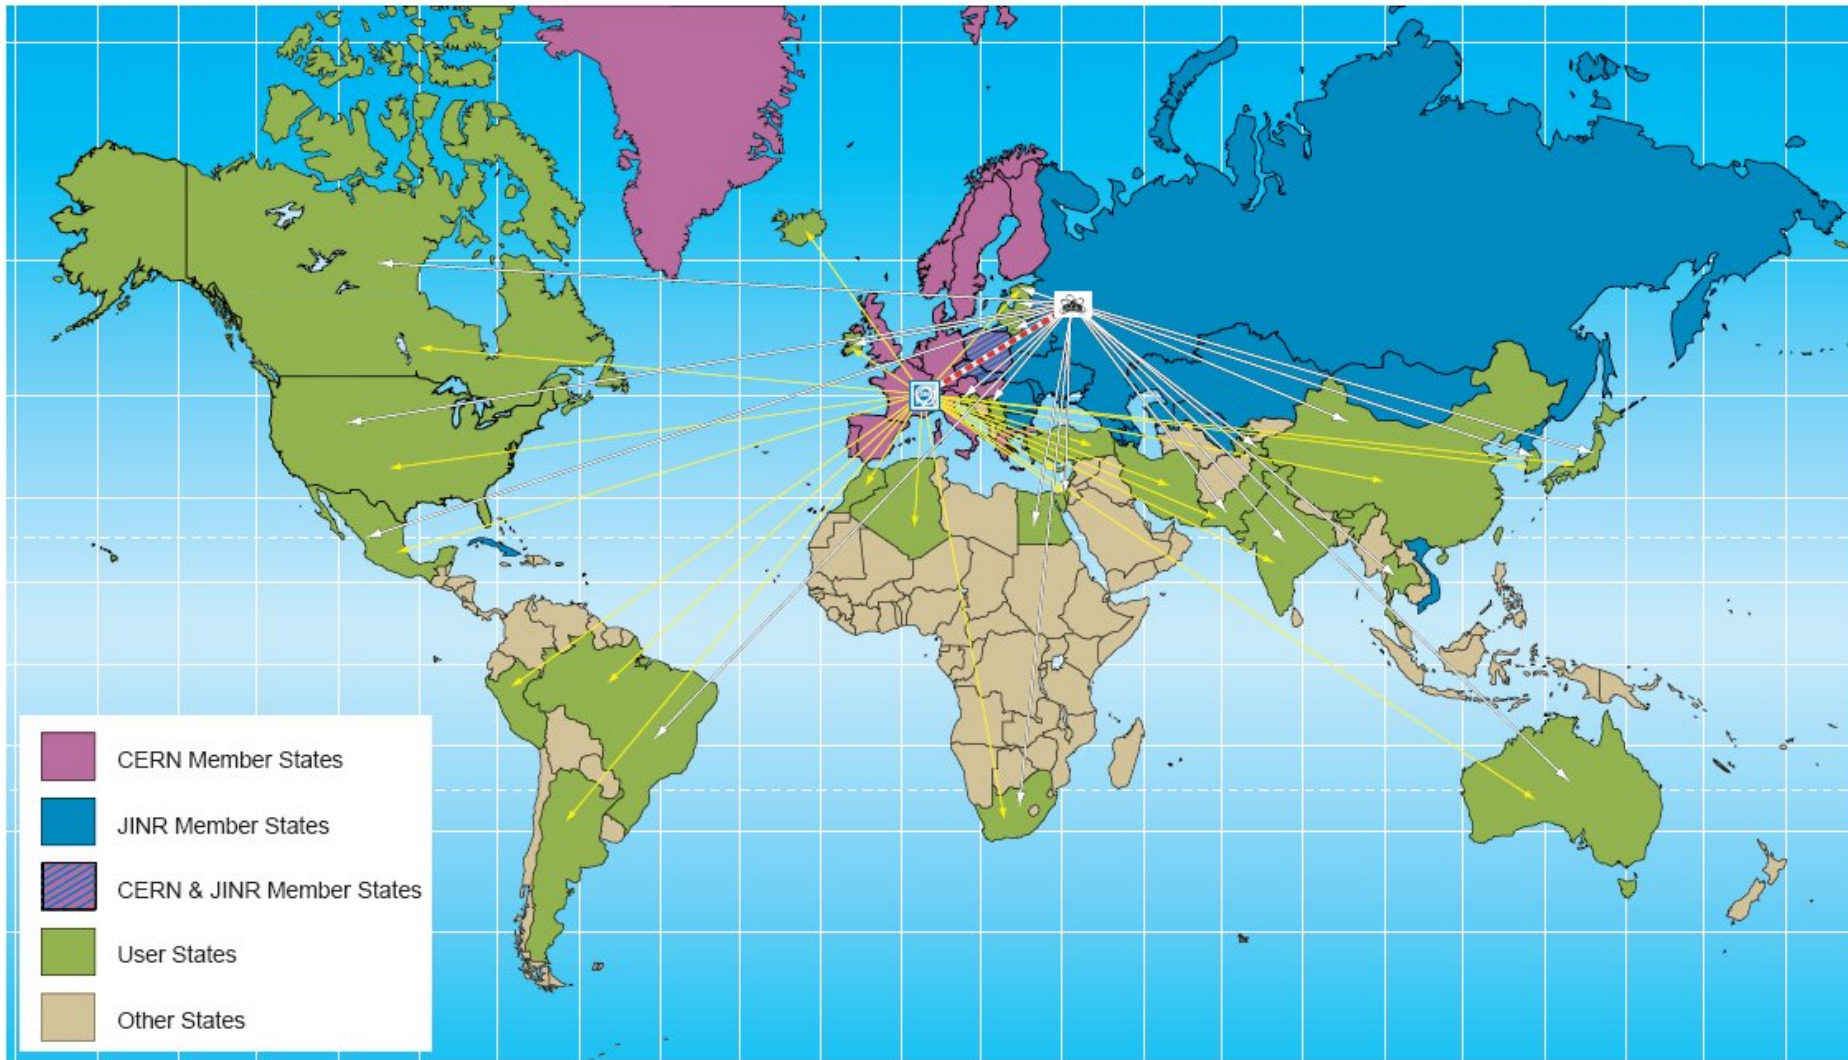 CERN Member States
JINR Member States
CERN & JINR Member States
User States
Other States